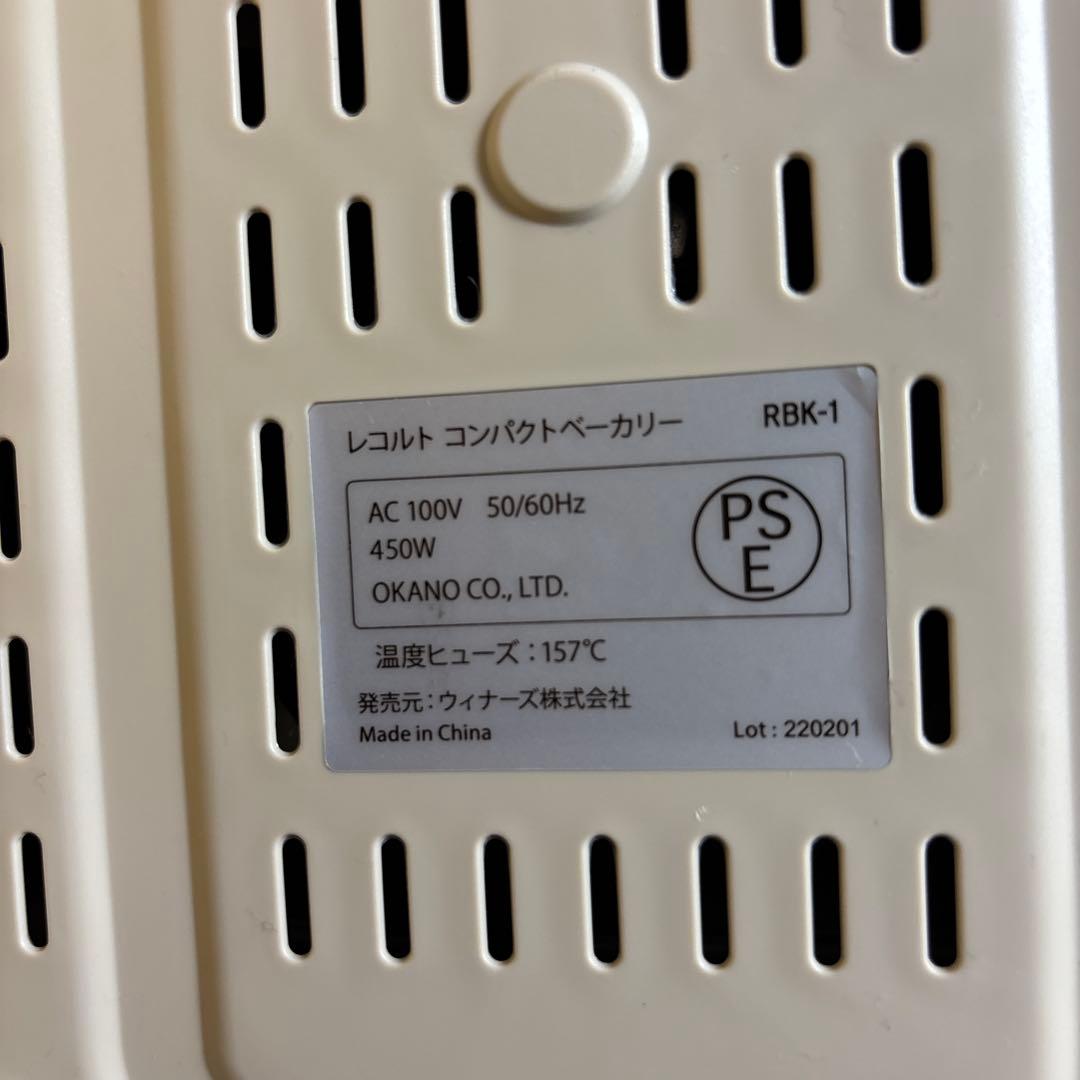 レコルト コンパクトベーカリー RBK-1
AC 100V 50/60Hz
450W
OKANO CO., LTD.
PS
E
温度ヒューズ：157℃
発売元：ウィナーズ株式会社
Made in China Lot : 220201